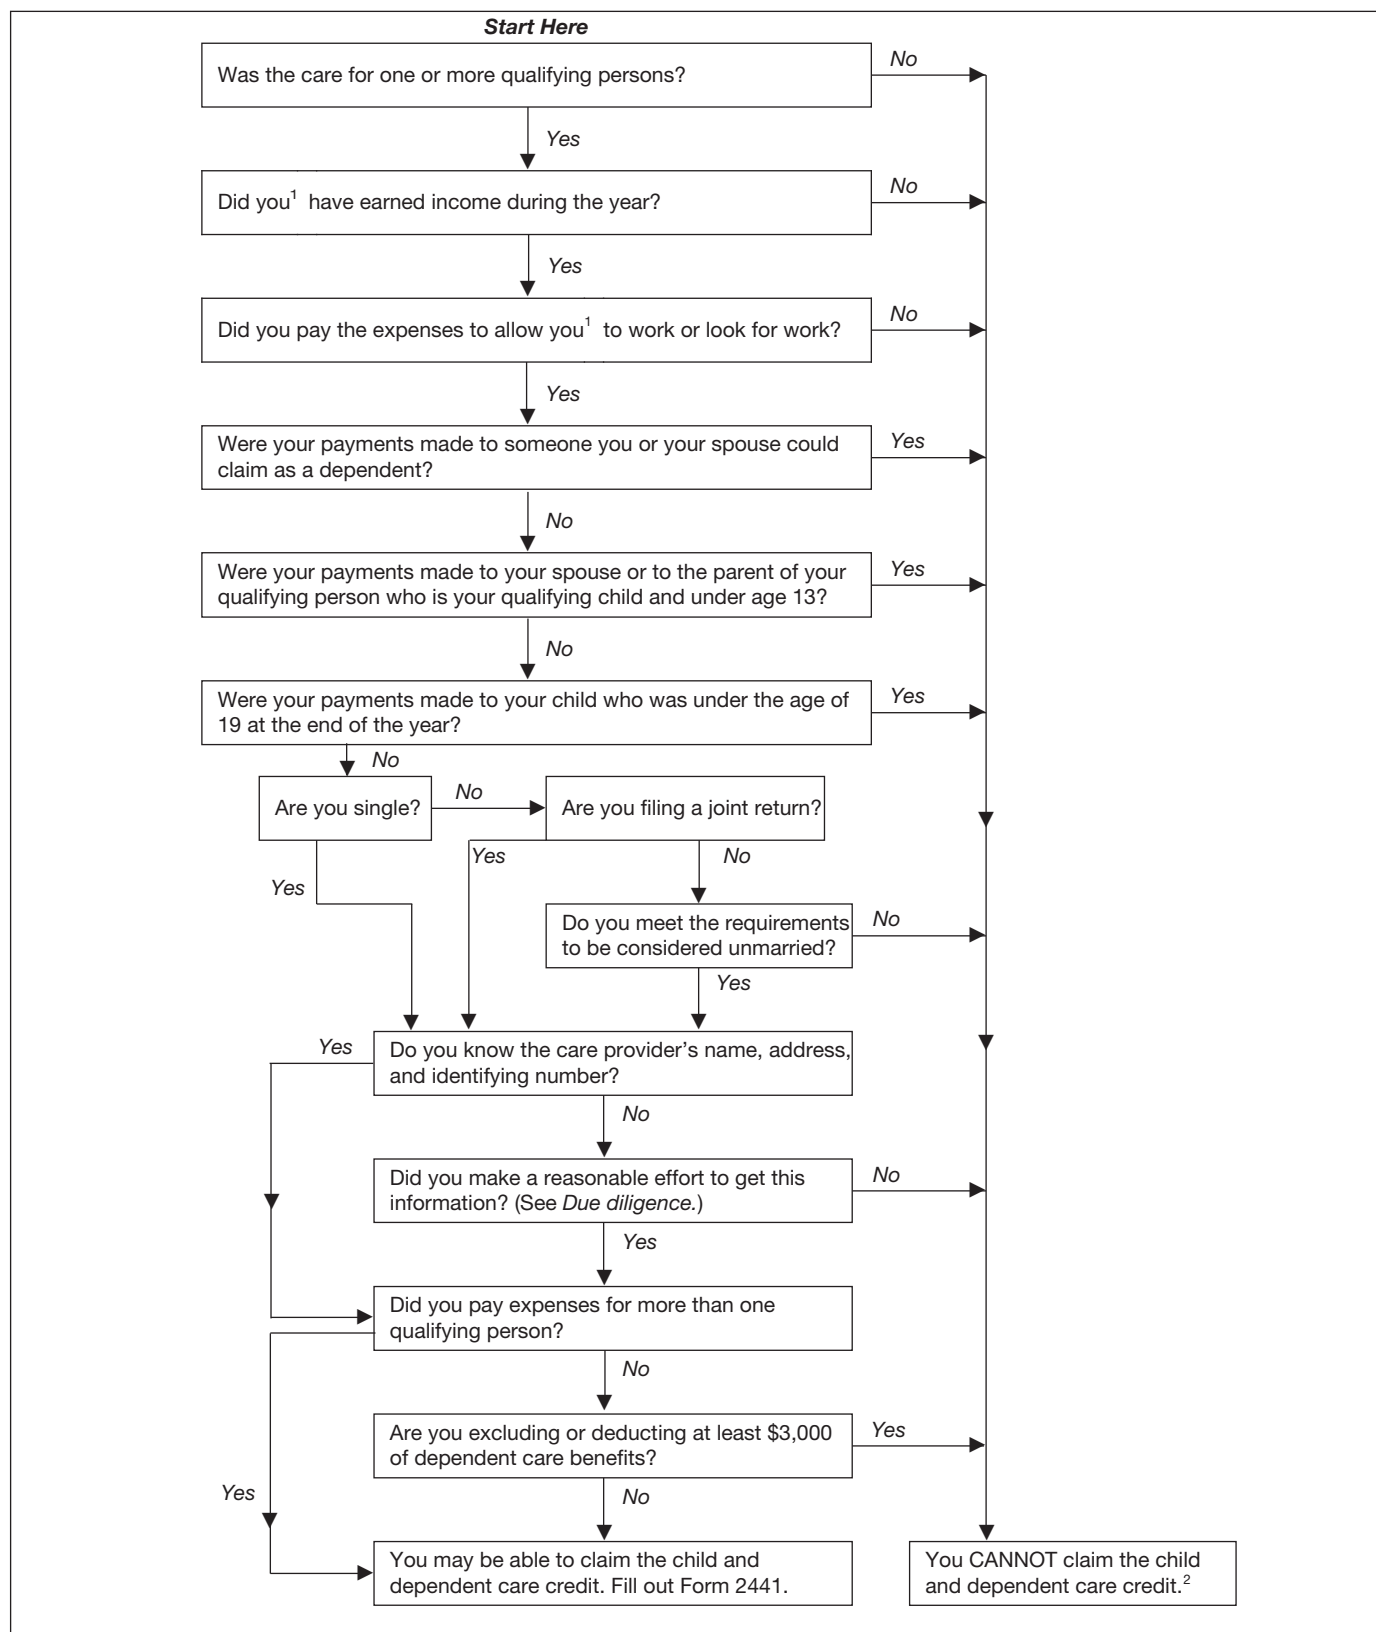 Start Here
Was the care for one or more qualifying persons?
No
Yes
Did you1 have earned income during the year?
No
Yes
Did you pay the expenses to allow you1 to work or look for work?
No
Yes
Were your payments made to someone you or your spouse could
claim as a dependent?
Yes
No
Were your payments made to your spouse or to the parent of your
qualifying person who is your qualifying child and under age 13?
Yes
No
Were your payments made to your child who was under the age of
19 at the end of the year?
Yes
No
Are you single?
No
Are you filing a joint return?
Yes
Yes
No
Do you meet the requirements
to be considered unmarried?
No
Yes
Do you know the care provider's name, address,
and identifying number?
Yes
No
Did you make a reasonable effort to get this
information? (See Due diligence.)
No
Yes
Did you pay expenses for more than one
qualifying person?
No
Are you excluding or deducting at least $3,000
of dependent care benefits?
Yes
Yes
No
You may be able to claim the child and
dependent care credit. Fill out Form 2441.
You CANNOT claim the child
and dependent care credit.2